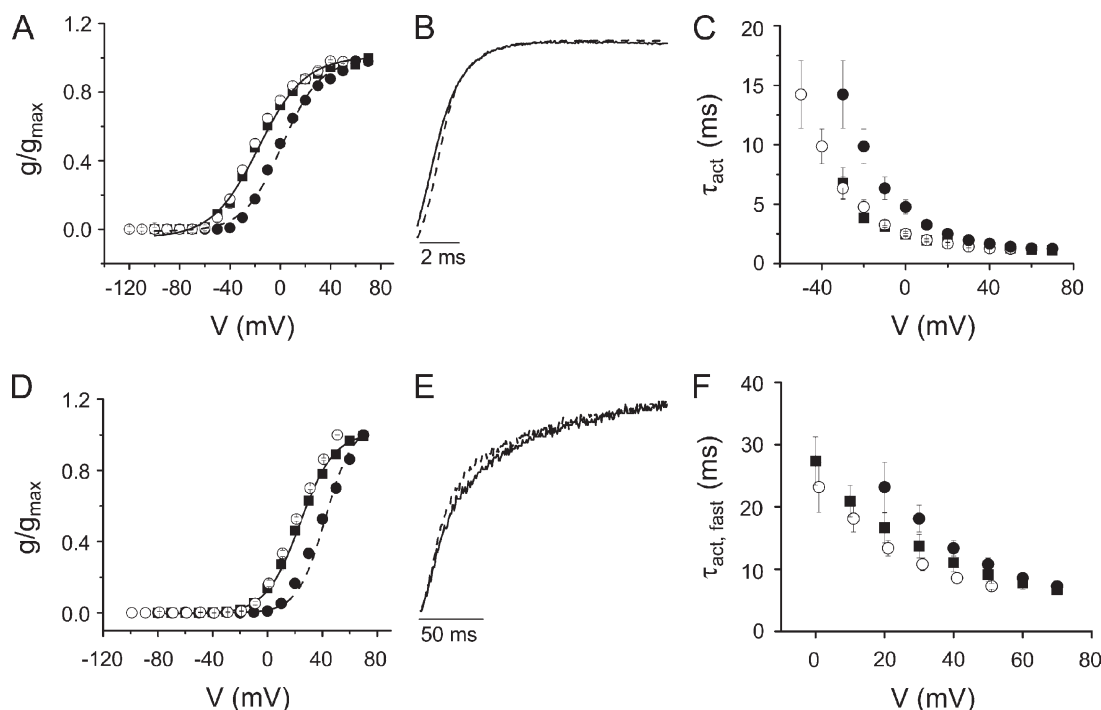 A
B
C
1.2
0.8
0.4
0.0
g/gmax
-120 -80 -40 0 40 80
V (mV)
2 ms
20
15
10
5
0
τact (ms)
-40 0 40 80
V (mV)
D
E
F
1.2
0.8
0.4
0.0
g/gmax
-120 -80 -40 0 40 80
V (mV)
50 ms
40
30
20
10
0
τact, fast (ms)
0 20 40 60 80
V (mV)